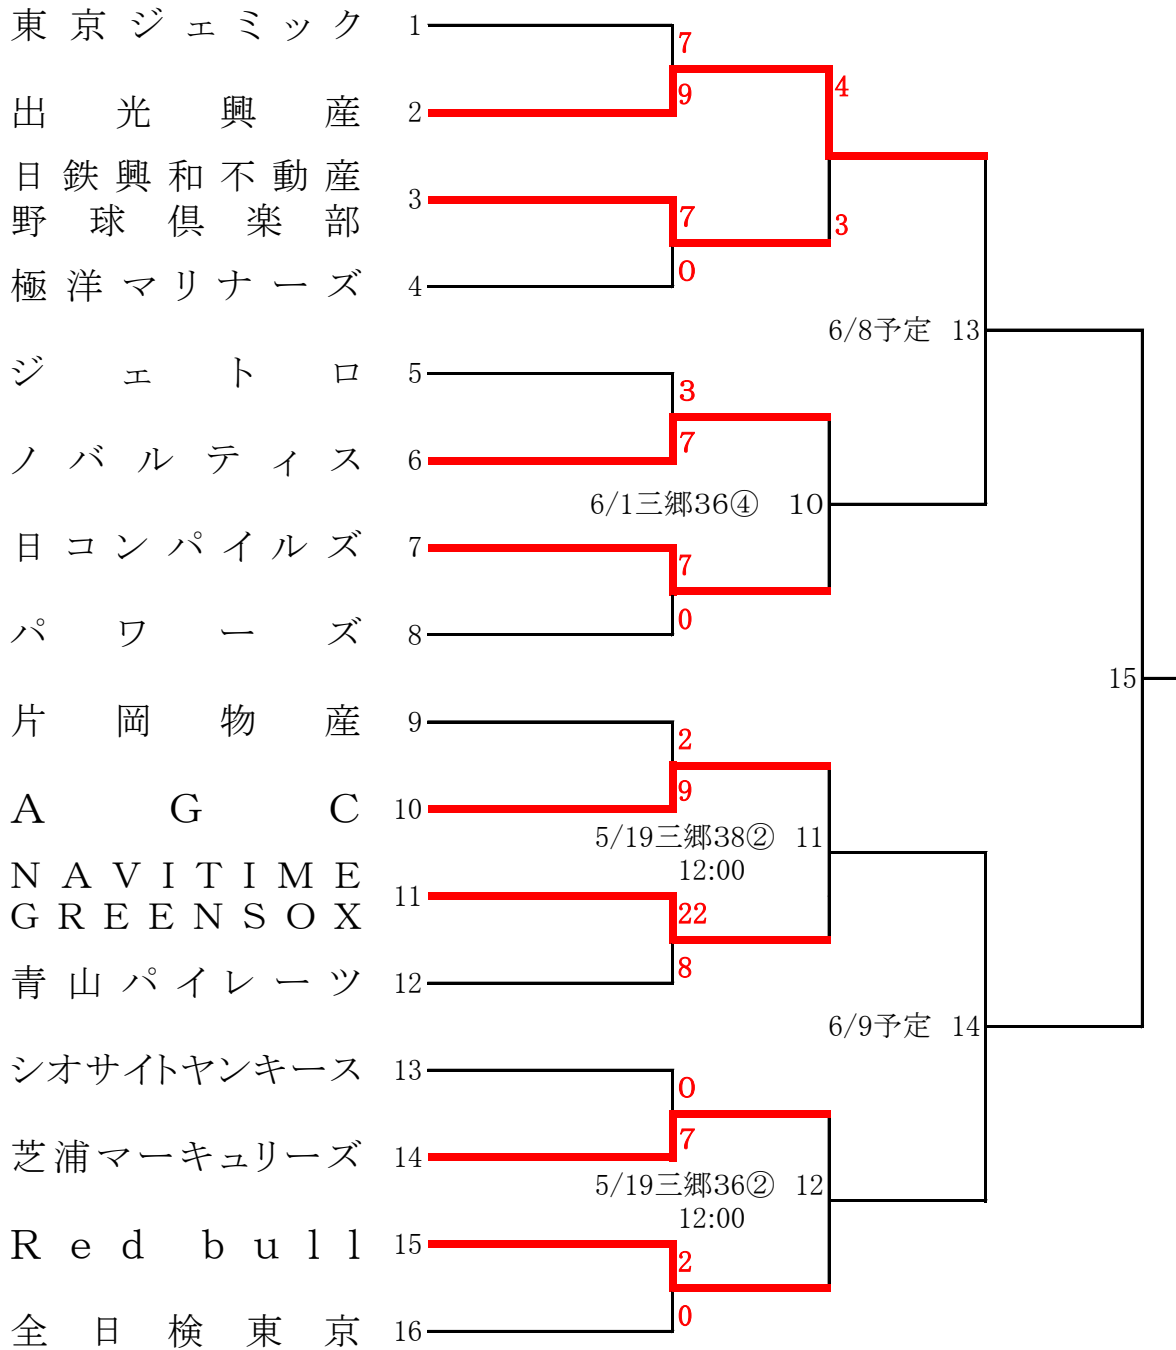 東京ジェミック 1
7
9
4
出光興産 2
日鉄興和不動産
野球倶楽部 3
7
3
0
極洋マリナーズ 4
6/8予定 13
ジェトロ 5
3
7
ノバルティス 6
6/1三郷36④ 10
日コンパイルズ 7
7
0
パワーズ 8
15
片岡物産 9
2
9
AGC 10
5/19三郷38② 11
12:00
NAVITIME
GREENSOX 11
22
8
青山パイレーツ 12
6/9予定 14
シオサイトヤンキース 13
0
7
芝浦マーキュリーズ 14
5/19三郷36② 12
12:00
Red bull 15
2
0
全日検東京 16